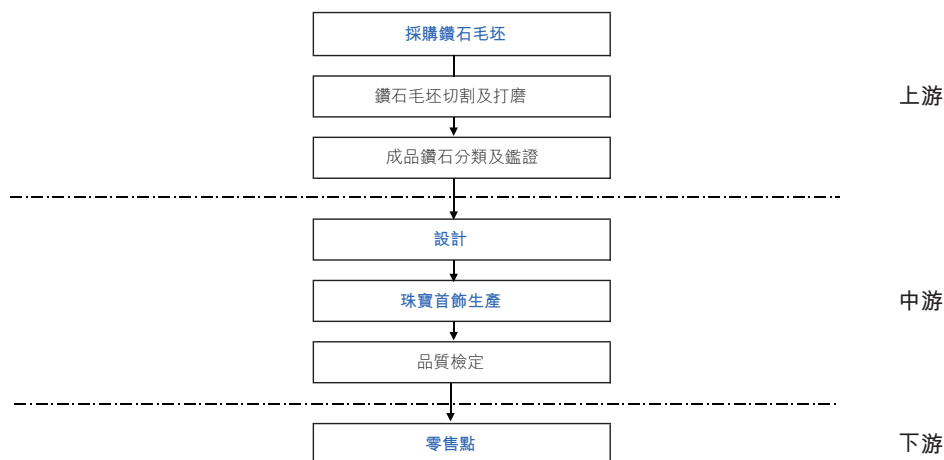 採購鑽石毛坯
鑽石毛坯切割及打磨
上游
成品鑽石分類及鑑證
設計
珠寶首飾生產
中游
品質檢定
零售點
下游